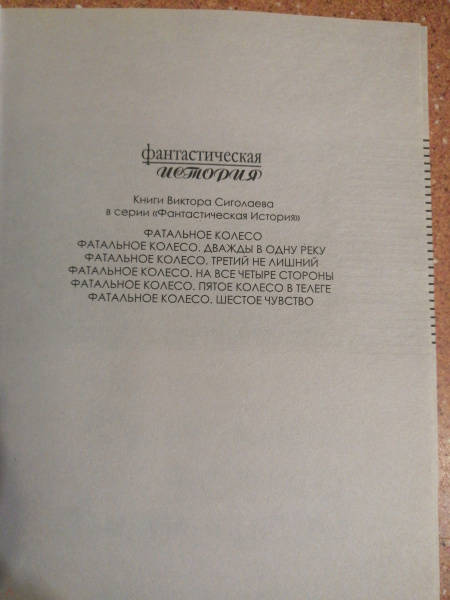 фантастическая
история
Книги Виктора Сиголаева
в серии «Фантастическая История»
ФАТАЛЬНОЕ КОЛЕСО
ФАТАЛЬНОЕ КОЛЕСО. ДВАЖДЫ В ОДНУ РЕКУ
ФАТАЛЬНОЕ КОЛЕСО. ТРЕТИЙ НЕ ЛИШНИЙ
ФАТАЛЬНОЕ КОЛЕСО. НА ВСЕ ЧЕТЫРЕ СТОРОНЫ
ФАТАЛЬНОЕ КОЛЕСО. ПЯТОЕ КОЛЕСО В ТЕЛЕГЕ
ФАТАЛЬНОЕ КОЛЕСО. ШЕСТОЕ ЧУВСТВО